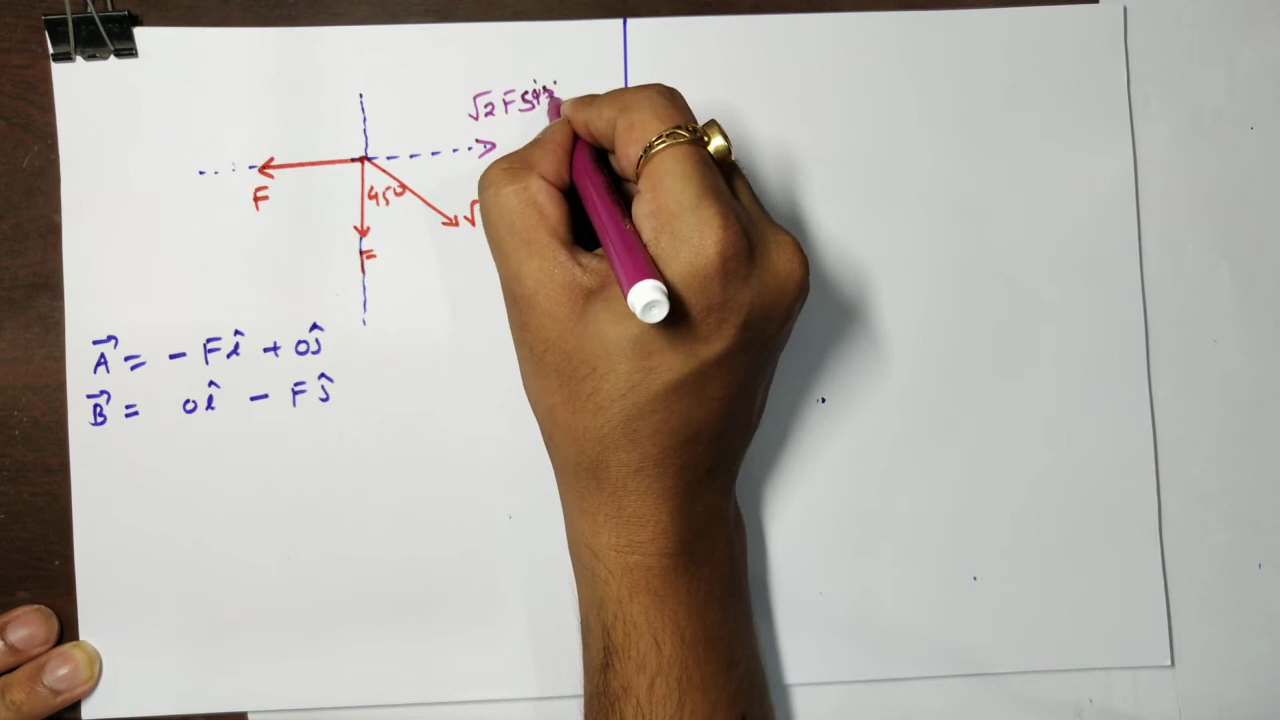 √2 F Sin
F
45°
√
F
A⃗ = - F î + 0 ĵ
B⃗ = 0 î - F ĵ